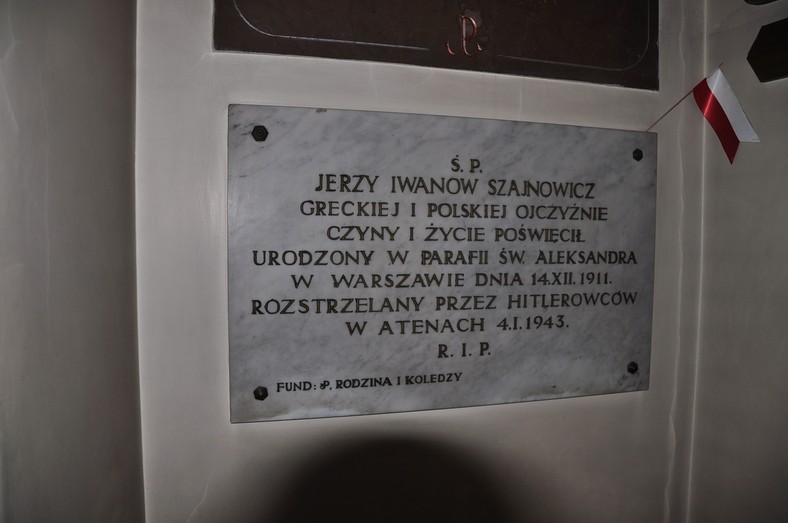 Ś. P.
JERZY IWANOW SZAJNOWICZ
GRECKIEJ I POLSKIEJ OJCZYŹNIE
CZYNY I ŻYCIE POŚWIĘCIŁ
URODZONY W PARAFII ŚW. ALEKSANDRA
W WARSZAWIE DNIA 14.XII. 1911.
ROZSTRZELANY PRZEZ HITLEROWCÓW
W ATENACH 4.I.1943.
R. I. P.
FUND: P, RODZINA I KOLEDZY